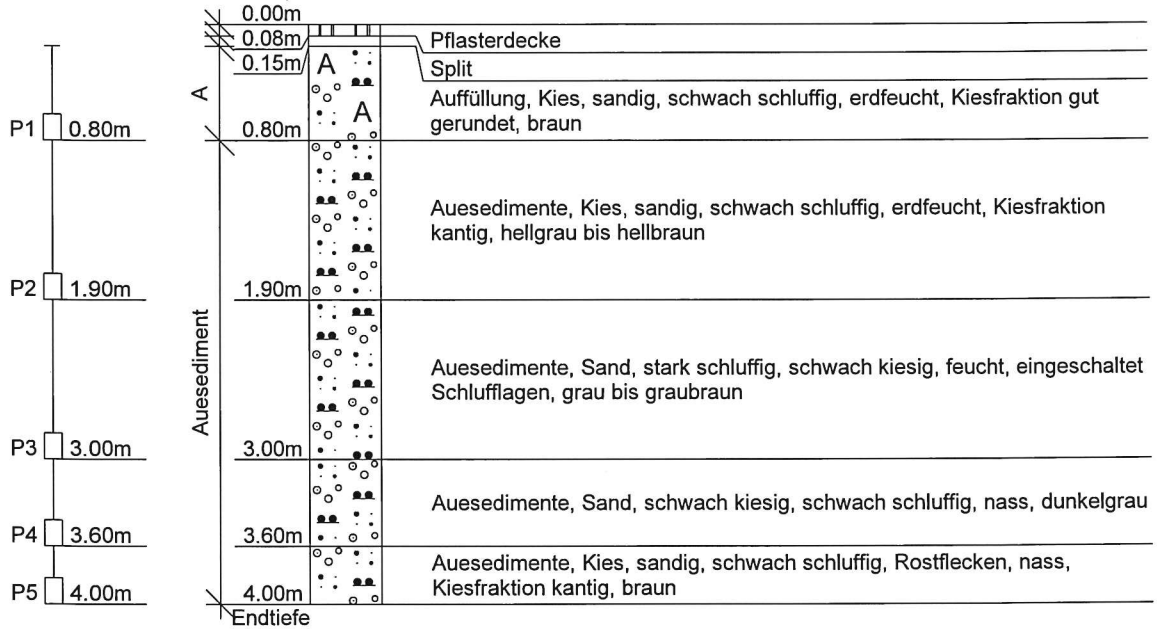 0.00m
0.08m
Pflasterdecke
0.15m
Split
A
A
A
Auffüllung, Kies, sandig, schwach schluffig, erdfeucht, Kiesfraktion gut
gerundet, braun
P1 0.80m
0.80m
Auesedimente, Kies, sandig, schwach schluffig, erdfeucht, Kiesfraktion
kantig, hellgrau bis hellbraun
P2 1.90m
1.90m
Auesediment
Auesedimente, Sand, stark schluffig, schwach kiesig, feucht, eingeschaltet
Schlufflagen, grau bis graubraun
P3 3.00m
3.00m
Auesedimente, Sand, schwach kiesig, schwach schluffig, nass, dunkelgrau
P4 3.60m
3.60m
Auesedimente, Kies, sandig, schwach schluffig, Rostflecken, nass,
Kiesfraktion kantig, braun
P5 4.00m
4.00m
Endtiefe